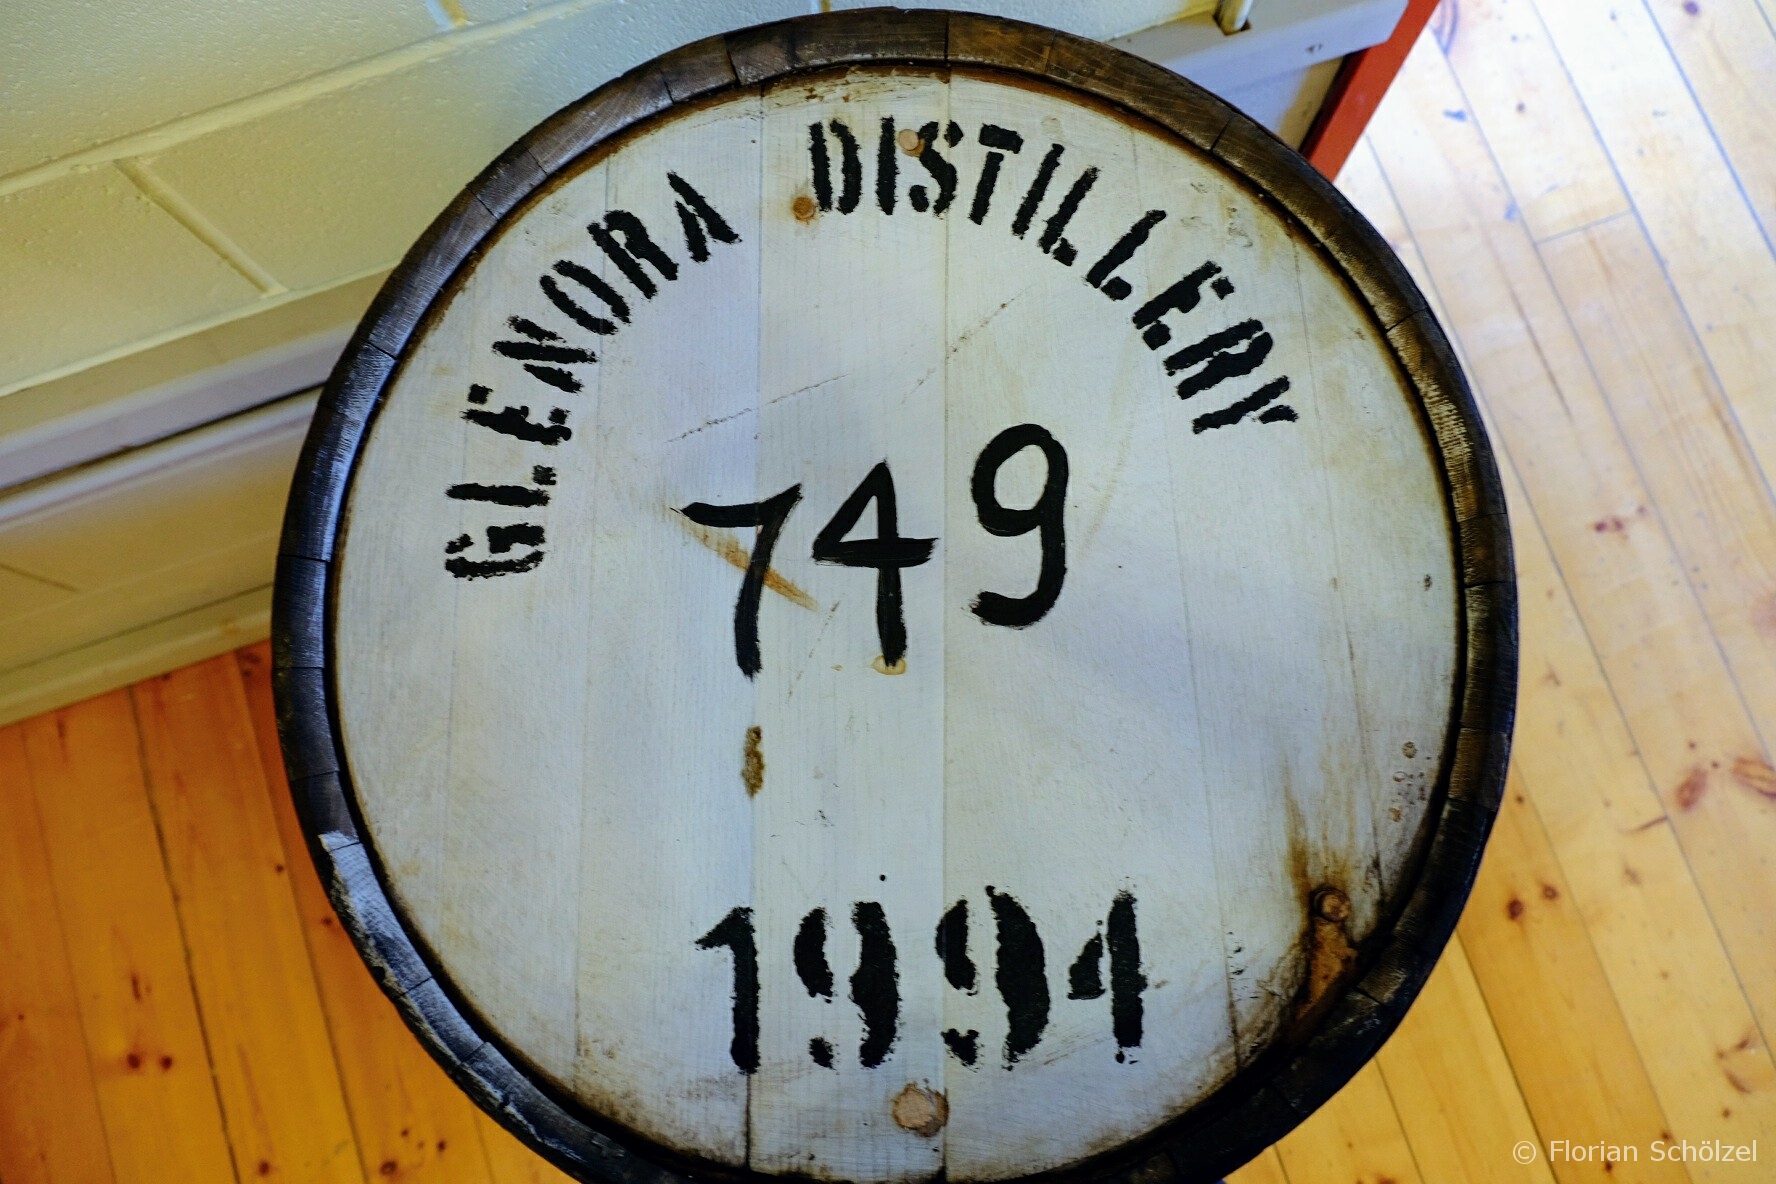 GLENORA DISTILLERY
749
1994
© Florian Schölzel